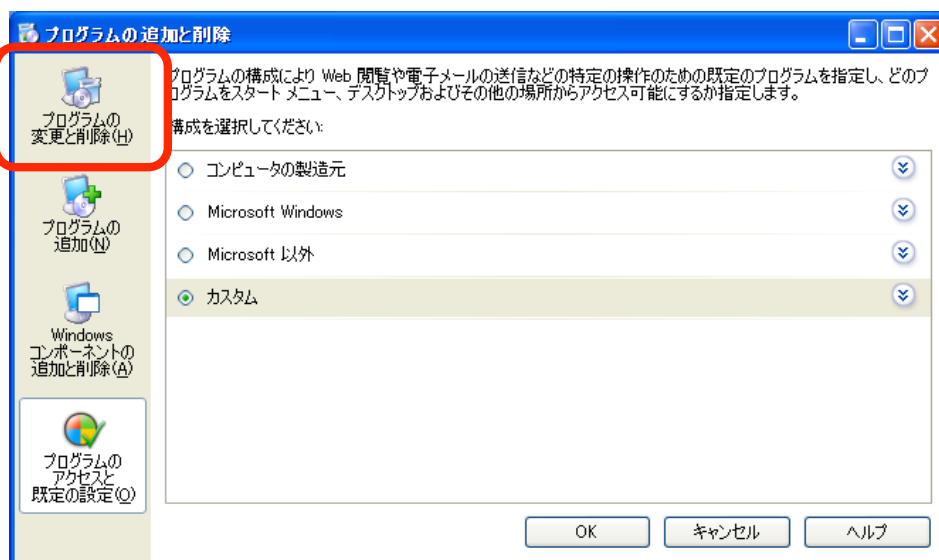 プログラムの追加と削除
プログラムの
変更と削除(H)
プログラムの
追加(N)
Windows
コンポーネントの
追加と削除(A)
プログラムの
アクセスと
既定の設定(O)
プログラムの構成により Web 閲覧や電子メールの送信などの特定の操作のための既定のプログラムを指定し、どのプ
ログラムをスタート メニュー、デスクトップおよびその他の場所からアクセス可能にするか指定します。
構成を選択してください:
コンピュータの製造元
Microsoft Windows
Microsoft 以外
カスタム
OK
キャンセル
ヘルプ